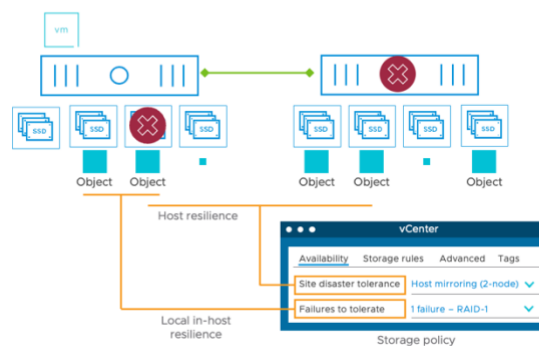 vm
SSD SSD SSD SSD SSD SSD SSD
Object Object Object Object Object
Host resilience
vCenter
Availability Storage rules Advanced Tags
Site disaster tolerance Host mirroring (2-node)
Failures to tolerate 1 failure – RAID-1
Local in-host
resilience
Storage policy